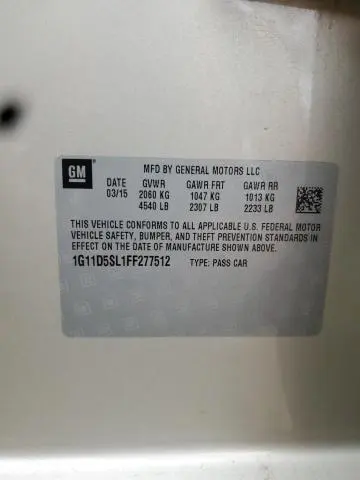 GM
MFD BY GENERAL MOTORS LLC
DATE GVWR GAWR FRT GAWR RR
03/15 2060 KG 1047 KG 1013 KG
4540 LB 2307 LB 2233 LB
THIS VEHICLE CONFORMS TO ALL APPLICABLE U.S. FEDERAL MOTOR
VEHICLE SAFETY, BUMPER, AND THEFT PREVENTION STANDARDS IN
EFFECT ON THE DATE OF MANUFACTURE SHOWN ABOVE.
1G11D5SL1FF277512 TYPE: PASS CAR